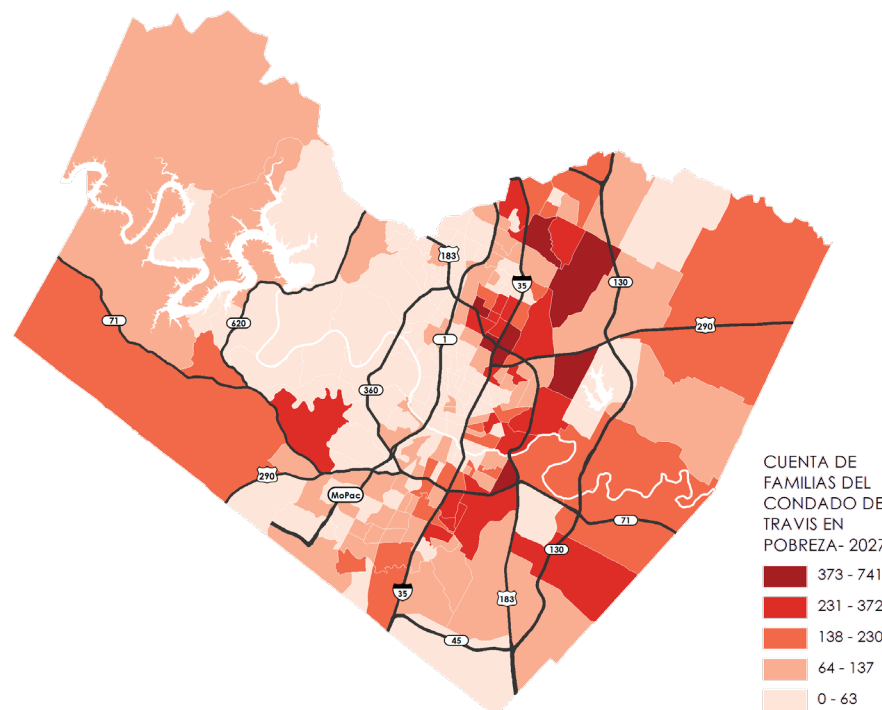 183
35
130
71
620
1
290
360
290
MoPac
71
130
35
183
45
CUENTA DE
FAMILIAS DEL
CONDADO DE
TRAVIS EN
POBREZA- 2027
373 - 741
231 - 372
138 - 230
64 - 137
0 - 63